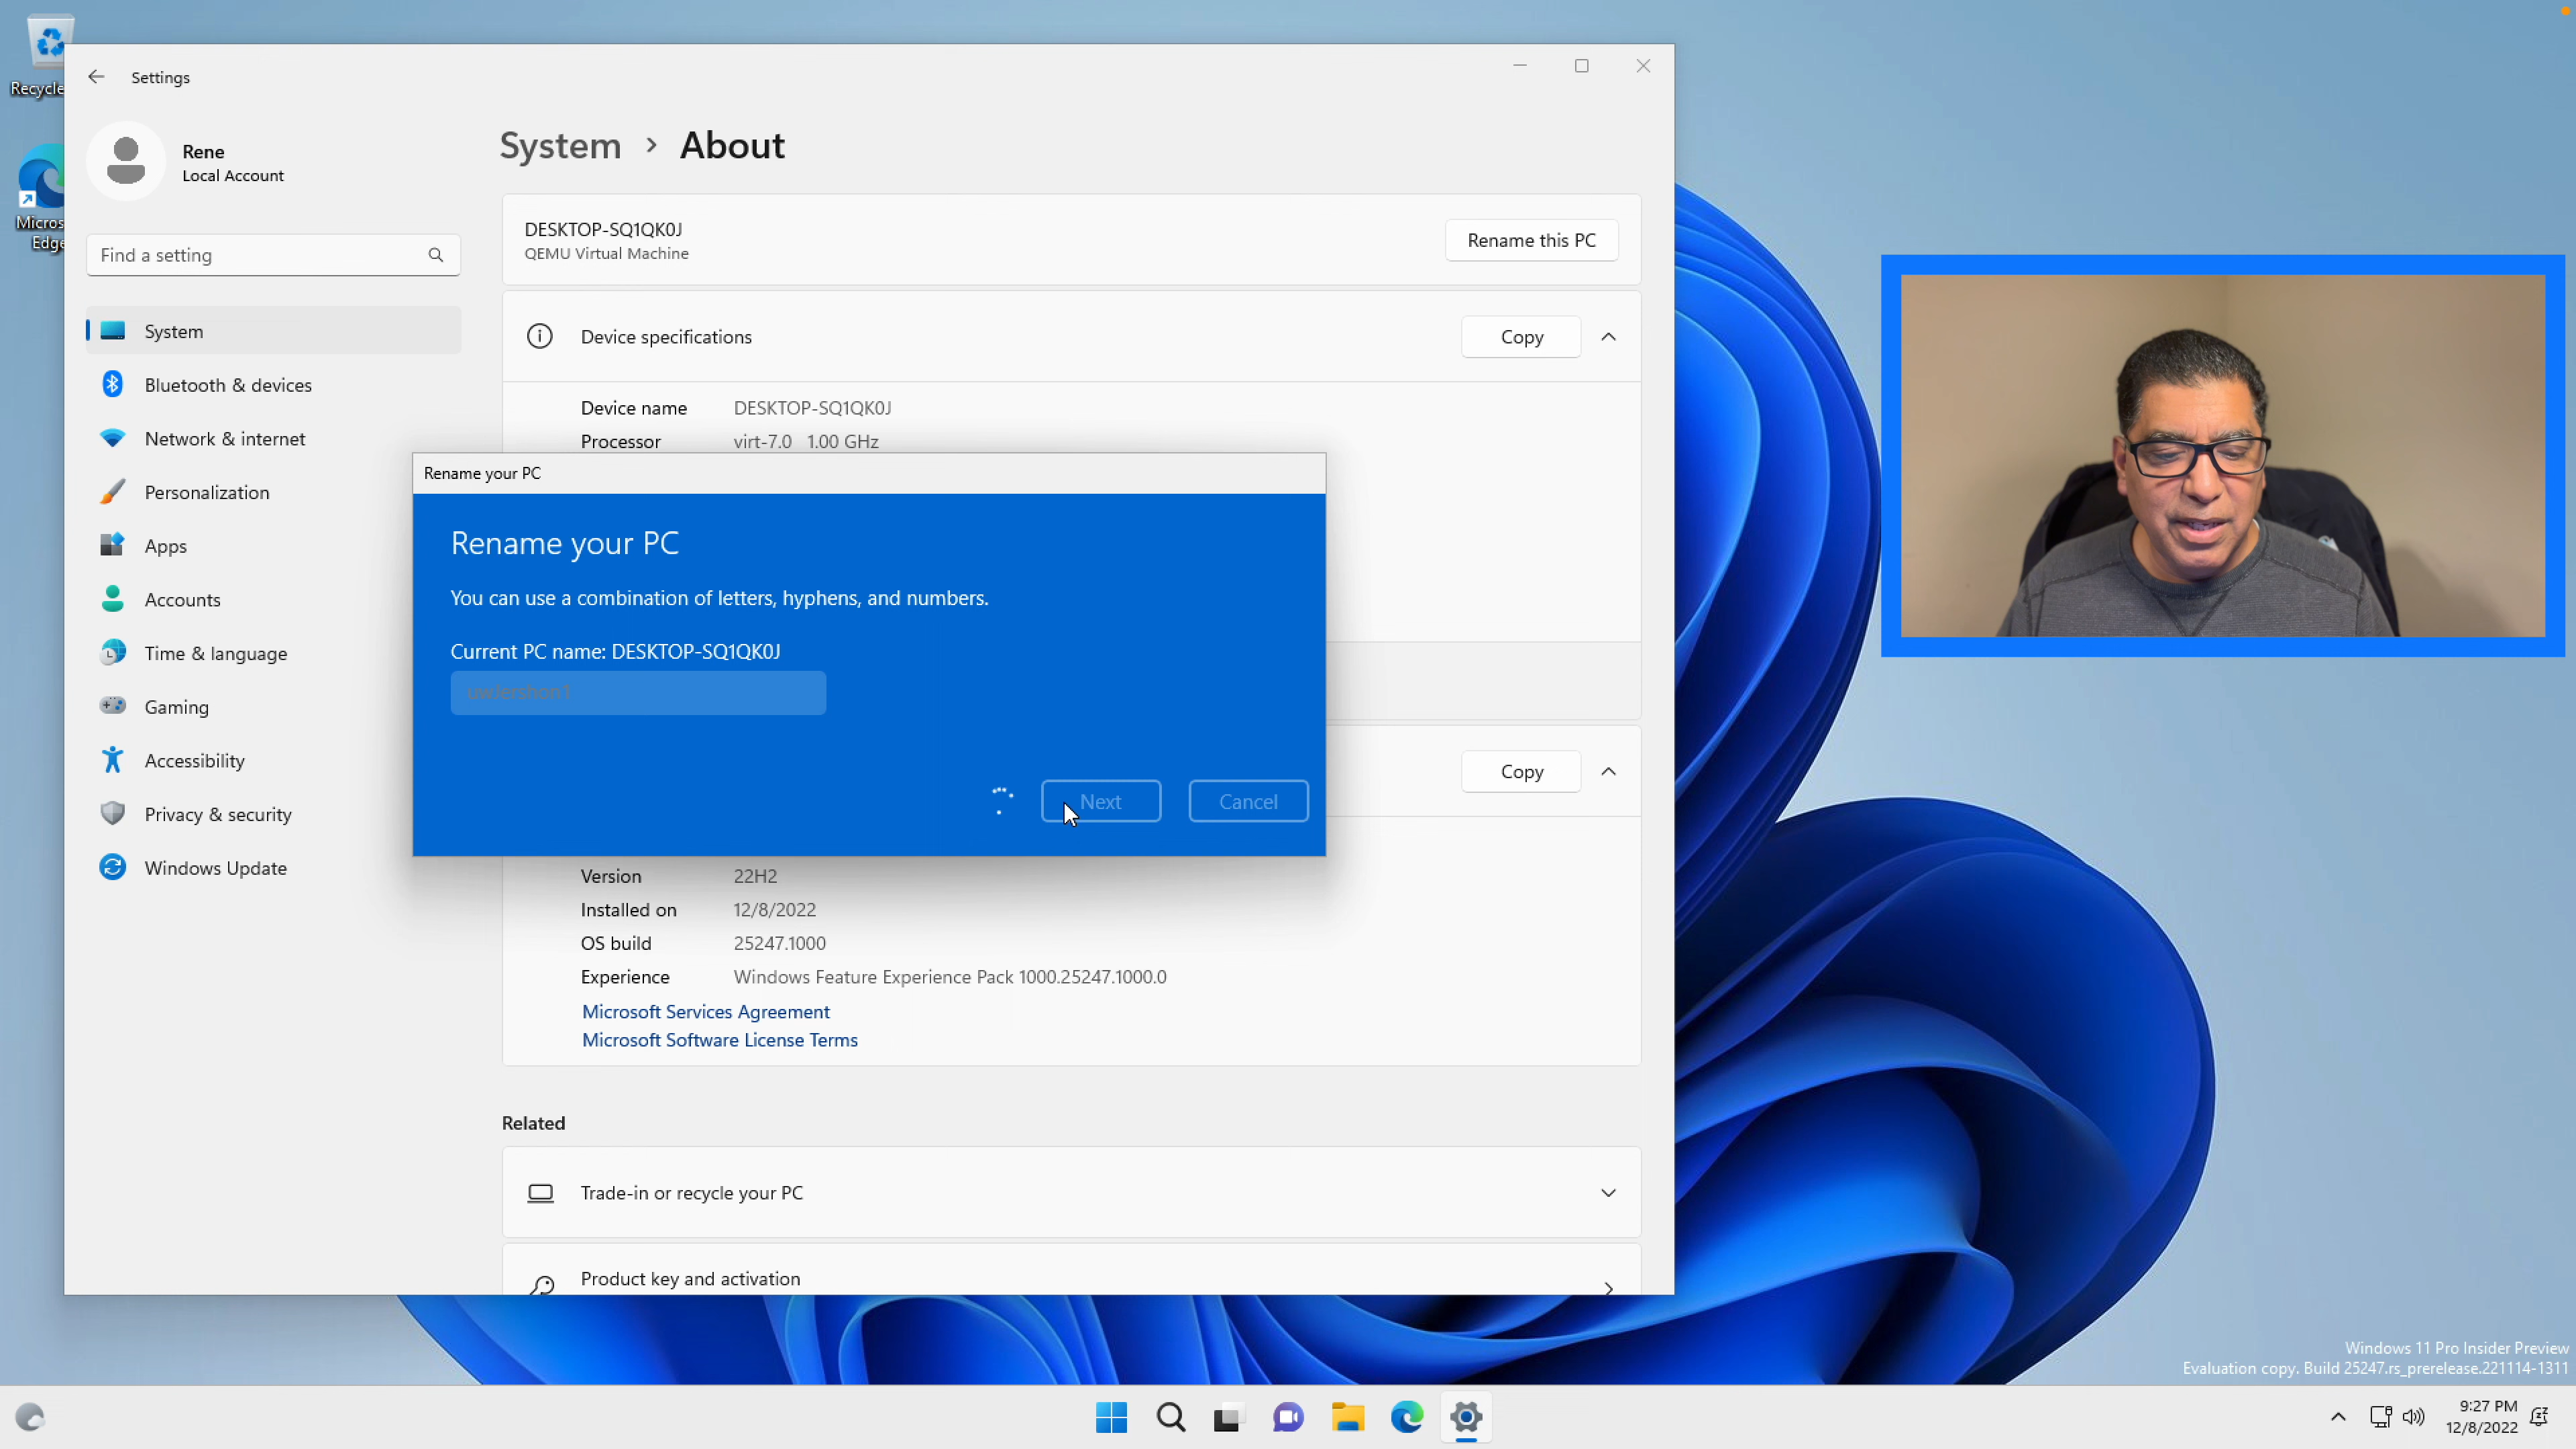 Recycle
Micros
Edge
Settings
Rene
Local Account
Find a setting
System
Bluetooth & devices
Network & internet
Personalization
Apps
Accounts
Time & language
Gaming
Accessibility
Privacy & security
Windows Update
System > About
DESKTOP-SQ1QK0J
QEMU Virtual Machine
Rename this PC
Device specifications
Copy
Device name DESKTOP-SQ1QK0J
Processor virt-7.0 1.00 GHz
Rename your PC
Rename your PC
You can use a combination of letters, hyphens, and numbers.
Current PC name: DESKTOP-SQ1QK0J
Next
Cancel
Copy
Version 22H2
Installed on 12/8/2022
OS build 25247.1000
Experience Windows Feature Experience Pack 1000.25247.1000.0
Microsoft Services Agreement
Microsoft Software License Terms
Related
Trade-in or recycle your PC
Product key and activation
Windows 11 Pro Insider Preview
Evaluation copy. Build 25247.rs_prerelease.221114-1311
9:27 PM
12/8/2022